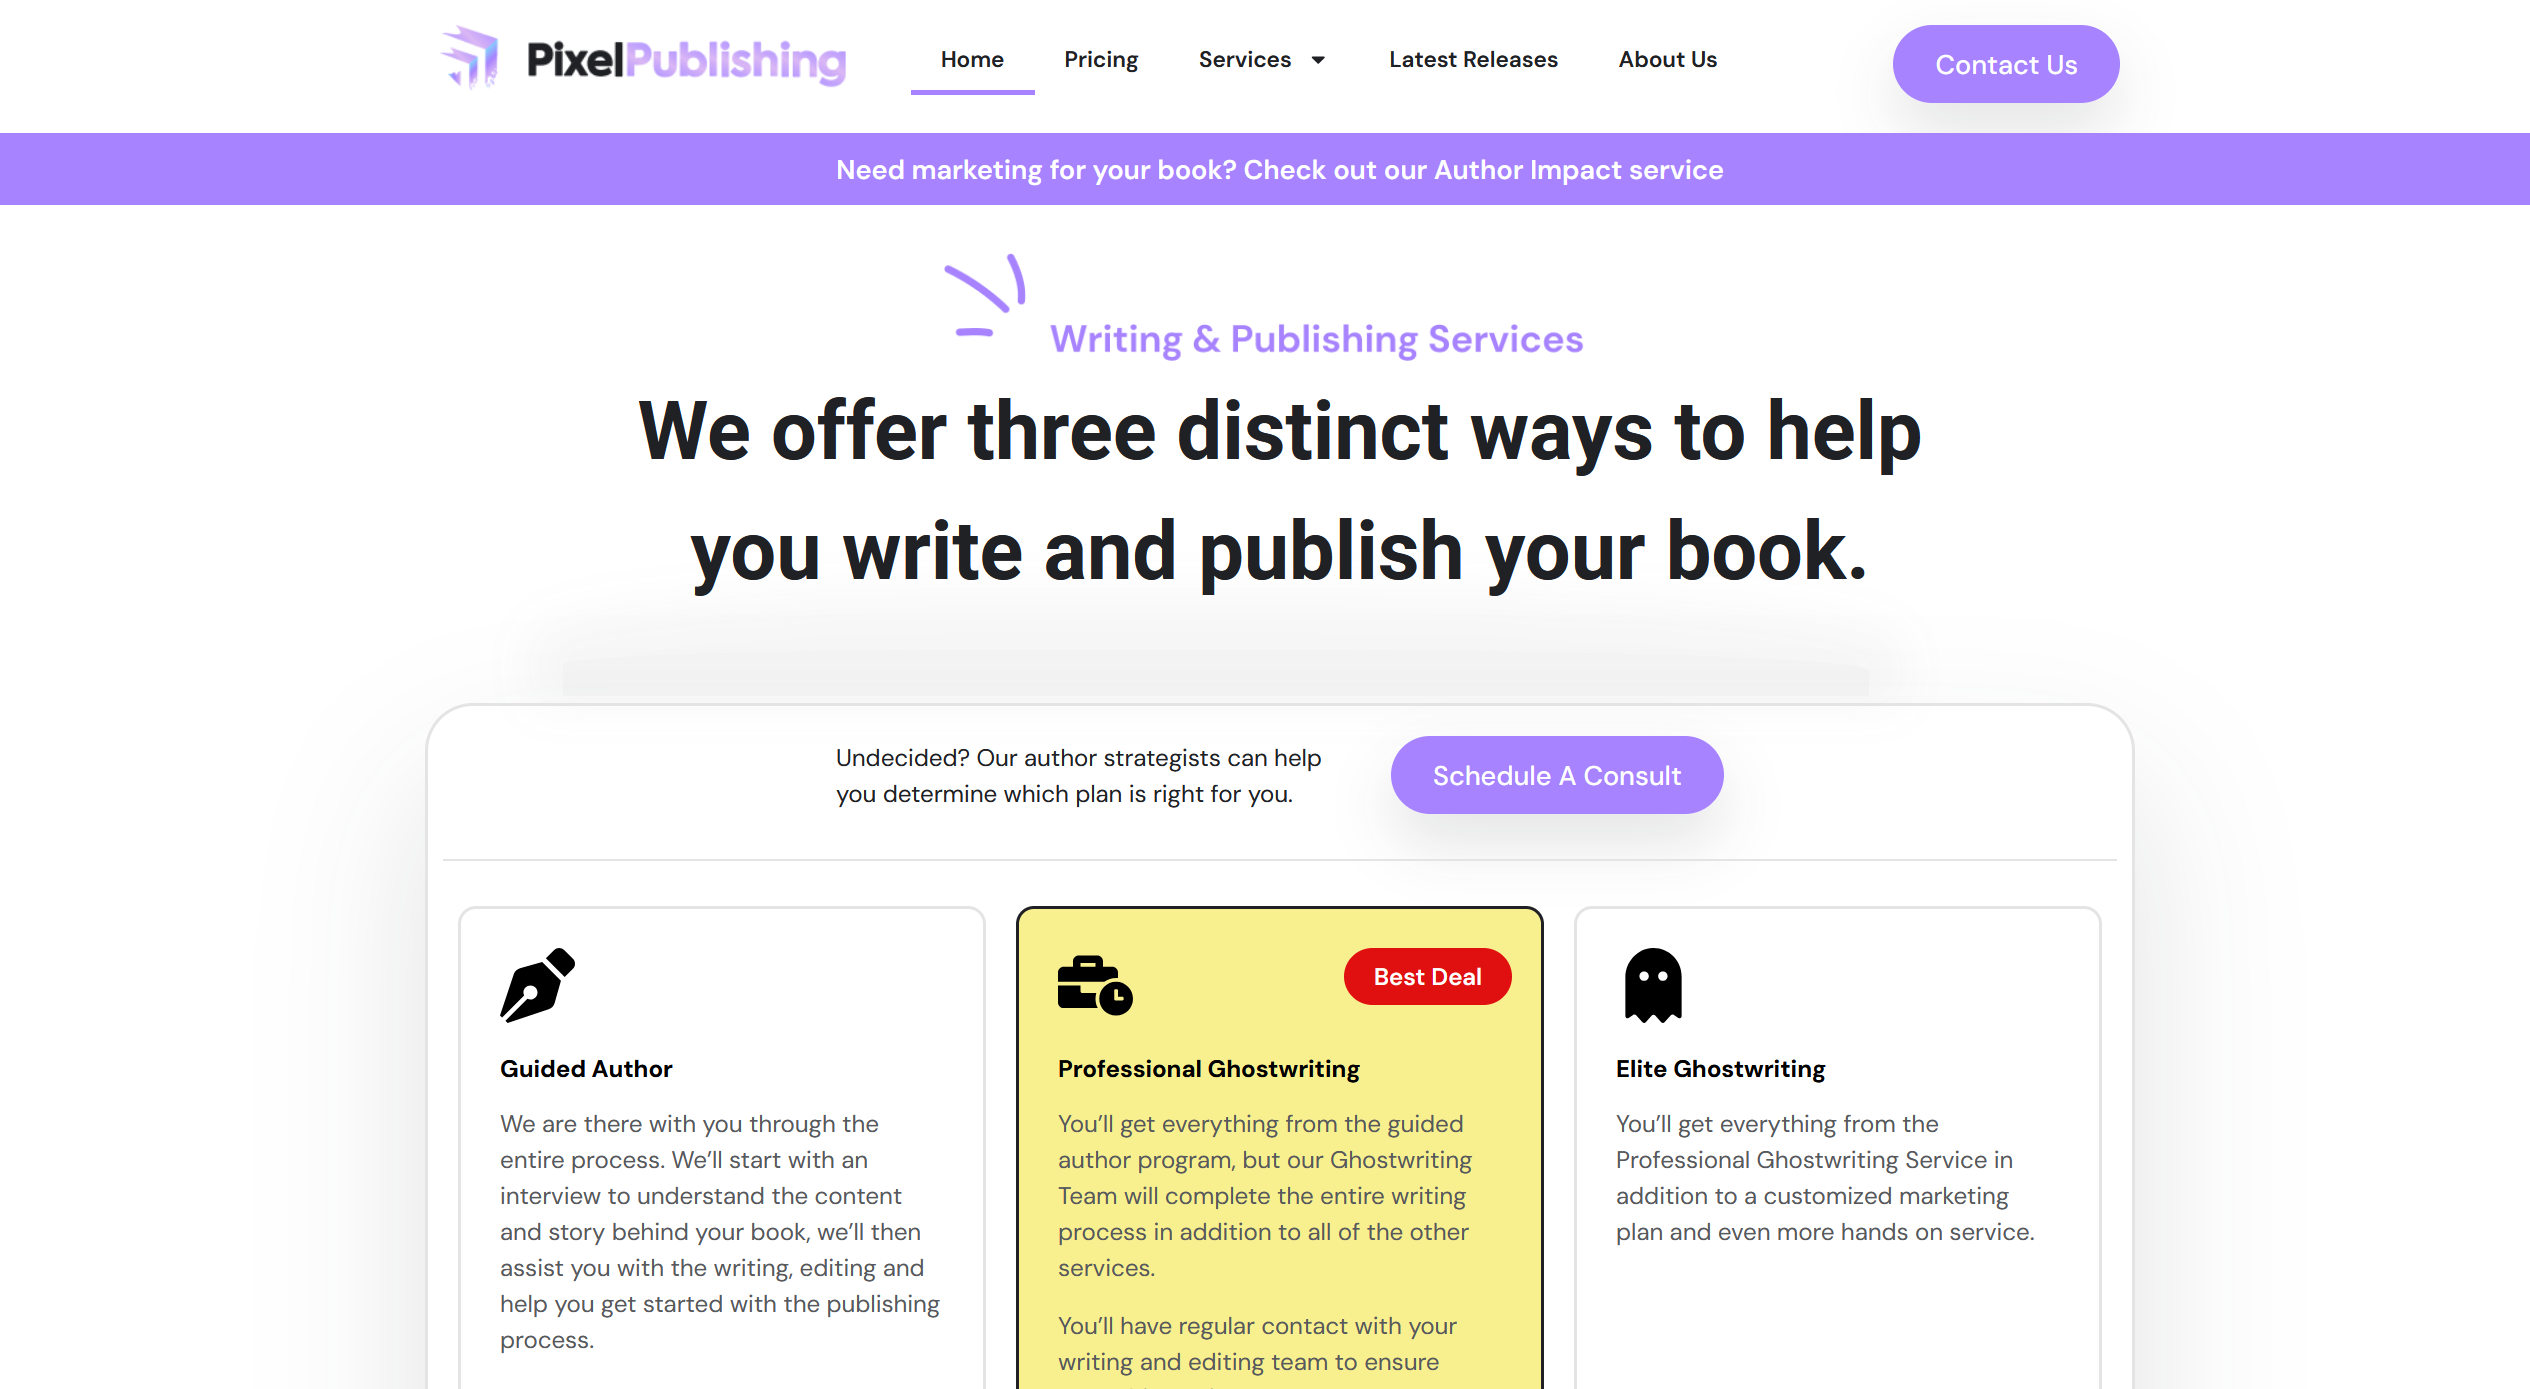 PixelPublishing
Home
Pricing
Services
Latest Releases
About Us
Contact Us
Need marketing for your book? Check out our Author Impact service
Writing & Publishing Services
We offer three distinct ways to help
you write and publish your book.
Undecided? Our author strategists can help
you determine which plan is right for you.
Schedule A Consult
Guided Author
We are there with you through the
entire process. We’ll start with an
interview to understand the content
and story behind your book, we’ll then
assist you with the writing, editing and
help you get started with the publishing
process.
Best Deal
Professional Ghostwriting
You’ll get everything from the guided
author program, but our Ghostwriting
Team will complete the entire writing
process in addition to all of the other
services.
You’ll have regular contact with your
writing and editing team to ensure
Elite Ghostwriting
You’ll get everything from the
Professional Ghostwriting Service in
addition to a customized marketing
plan and even more hands on service.